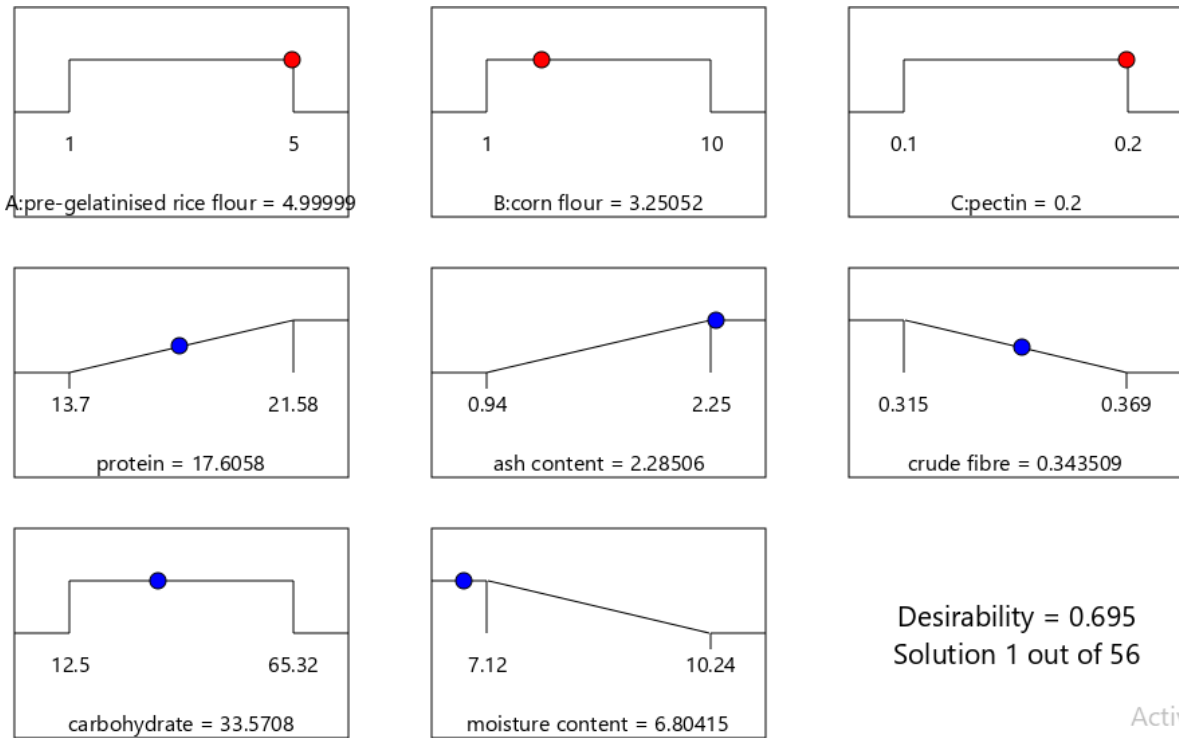 1 5
A:pre-gelatinised rice flour = 4.99999
1 10
B:corn flour = 3.25052
0.1 0.2
C:pectin = 0.2
13.7 21.58
protein = 17.6058
0.94 2.25
ash content = 2.28506
0.315 0.369
crude fibre = 0.343509
12.5 65.32
carbohydrate = 33.5708
7.12 10.24
moisture content = 6.80415
Desirability = 0.695
Solution 1 out of 56
Activ